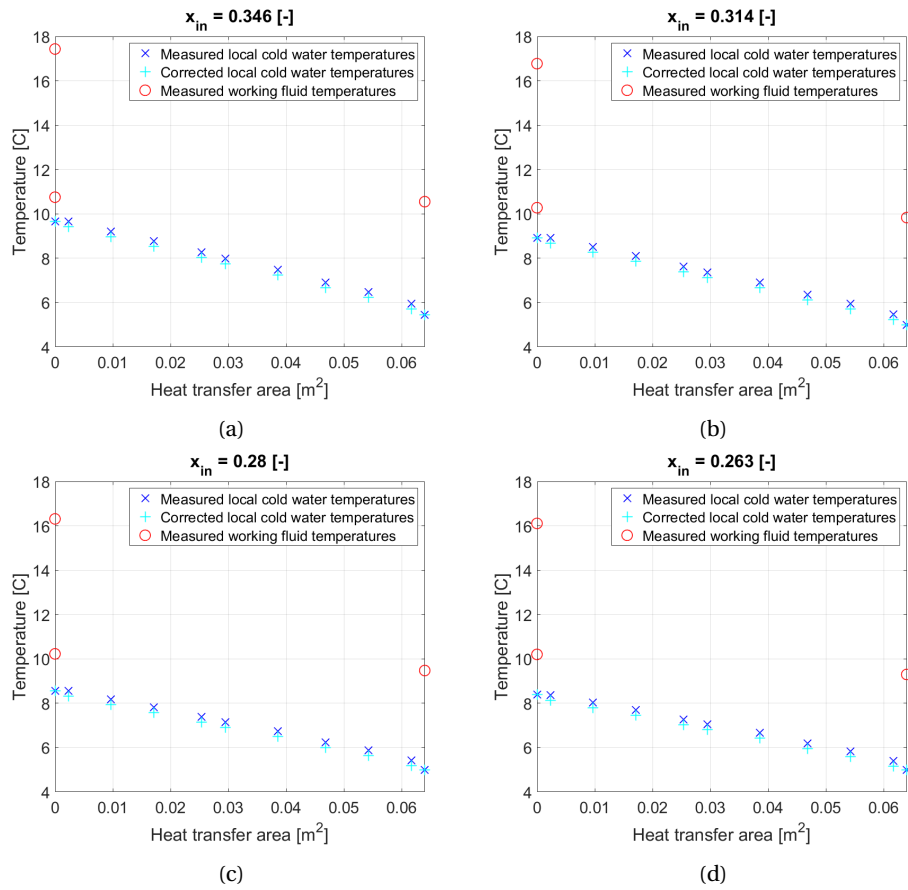 x_in = 0.346 [-]
18
16
14
12
10
8
6
4
Temperature [C]
Measured local cold water temperatures
Corrected local cold water temperatures
Measured working fluid temperatures
0 0.01 0.02 0.03 0.04 0.05 0.06
Heat transfer area [m²]
(a)
x_in = 0.314 [-]
18
16
14
12
10
8
6
4
Temperature [C]
Measured local cold water temperatures
Corrected local cold water temperatures
Measured working fluid temperatures
0 0.01 0.02 0.03 0.04 0.05 0.06
Heat transfer area [m²]
(b)
x_in = 0.28 [-]
18
16
14
12
10
8
6
4
Temperature [C]
Measured local cold water temperatures
Corrected local cold water temperatures
Measured working fluid temperatures
0 0.01 0.02 0.03 0.04 0.05 0.06
Heat transfer area [m²]
(c)
x_in = 0.263 [-]
18
16
14
12
10
8
6
4
Temperature [C]
Measured local cold water temperatures
Corrected local cold water temperatures
Measured working fluid temperatures
0 0.01 0.02 0.03 0.04 0.05 0.06
Heat transfer area [m²]
(d)